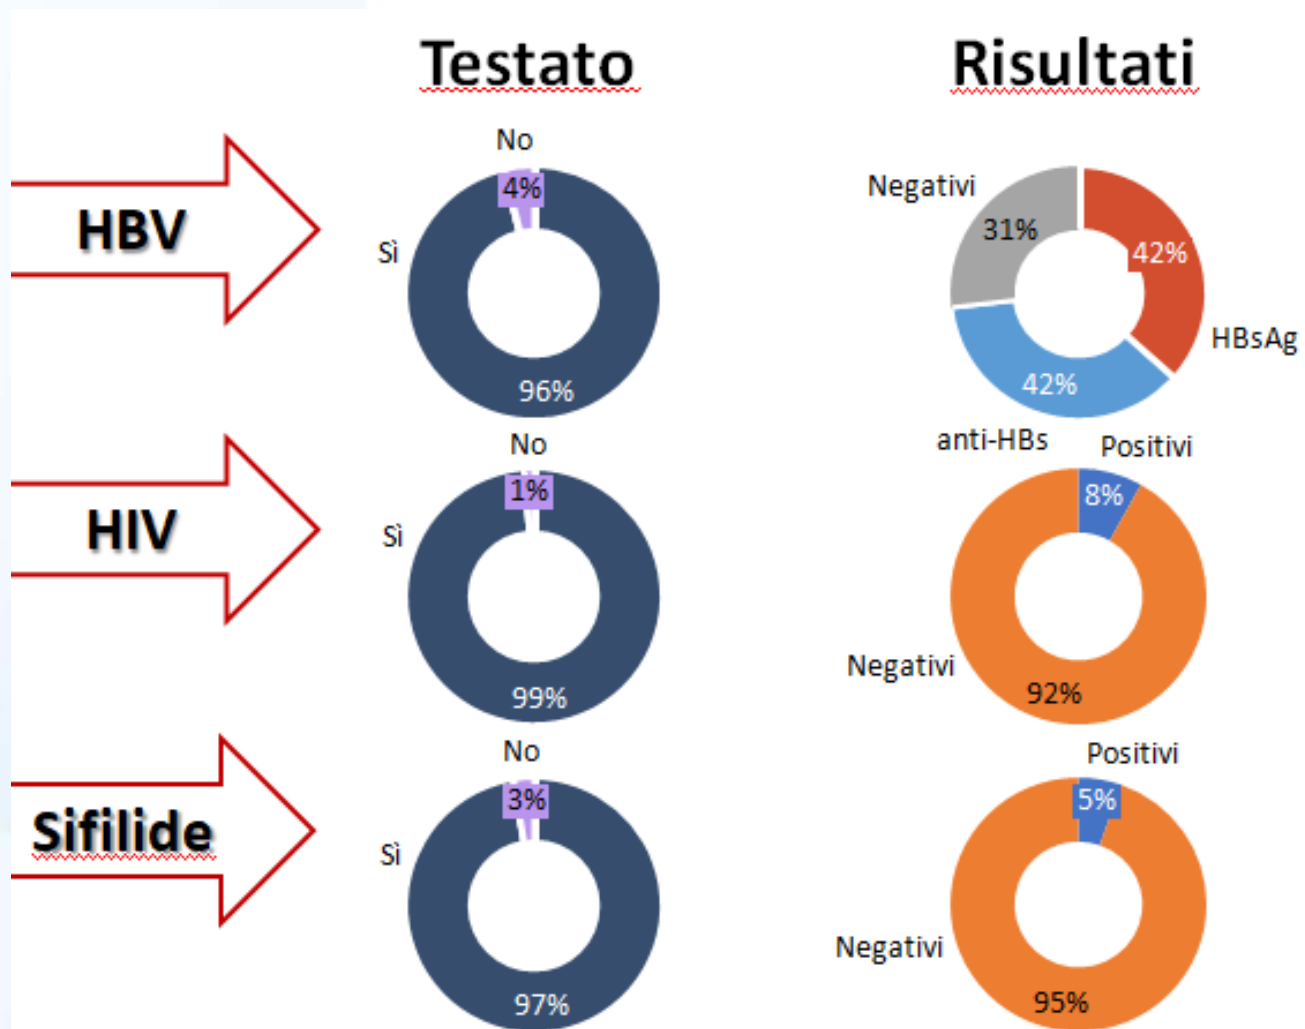 Testato
Risultati
HBV
No
4%
Sì
96%
Negativi
31%
42%
HBsAg
42%
anti-HBs
HIV
No
1%
Sì
99%
Positivi
8%
Negativi
92%
Sifilide
No
3%
Sì
97%
Positivi
5%
Negativi
95%